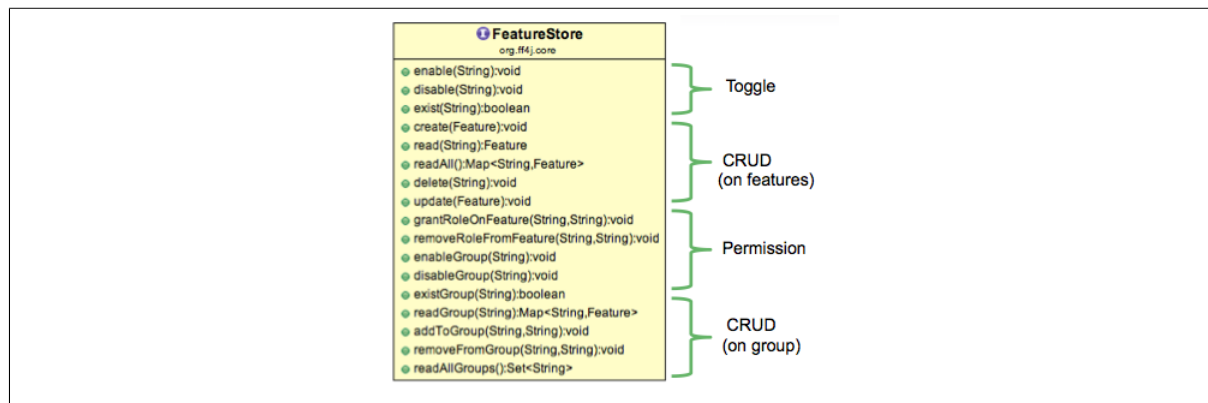 FeatureStore
org.ff4j.core
enable(String):void
disable(String):void
exist(String):boolean
create(Feature):void
read(String):Feature
readAll():Map<String,Feature>
delete(String):void
update(Feature):void
grantRoleOnFeature(String,String):void
removeRoleFromFeature(String,String):void
enableGroup(String):void
disableGroup(String):void
existGroup(String):boolean
readGroup(String):Map<String,Feature>
addToGroup(String,String):void
removeFromGroup(String,String):void
readAllGroups():Set<String>
Toggle
CRUD
(on features)
Permission
CRUD
(on group)